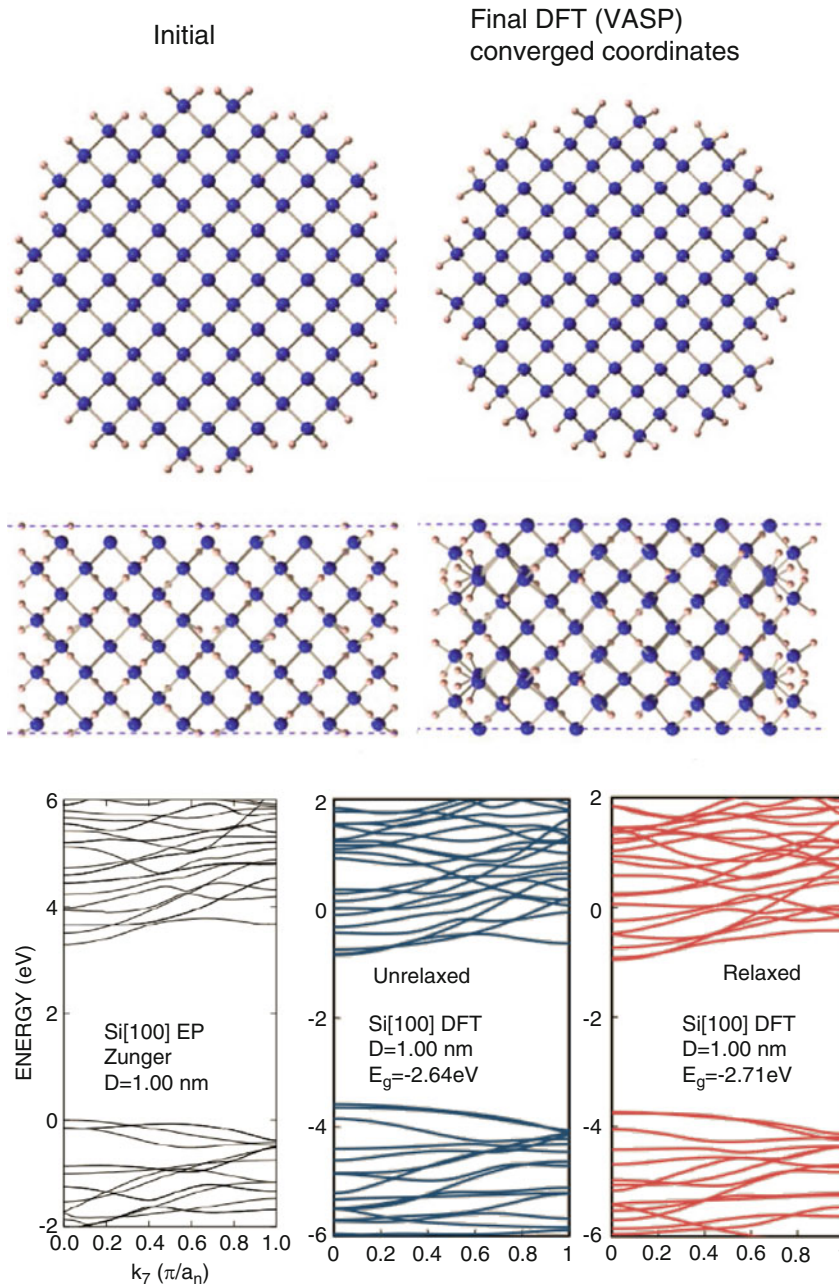 Initial
Final DFT (VASP)
converged coordinates
6
4
2
0
-2
ENERGY (eV)
Si[100] EP
Zunger
D=1.00 nm
0.0 0.2 0.4 0.6 0.8 1.0
k7 (π/an)
2
0
-2
-4
-6
Unrelaxed
Si[100] DFT
D=1.00 nm
Eg=-2.64eV
0 0.2 0.4 0.6 0.8 1
2
0
-2
-4
-6
Relaxed
Si[100] DFT
D=1.00 nm
Eg=-2.71eV
0 0.2 0.4 0.6 0.8